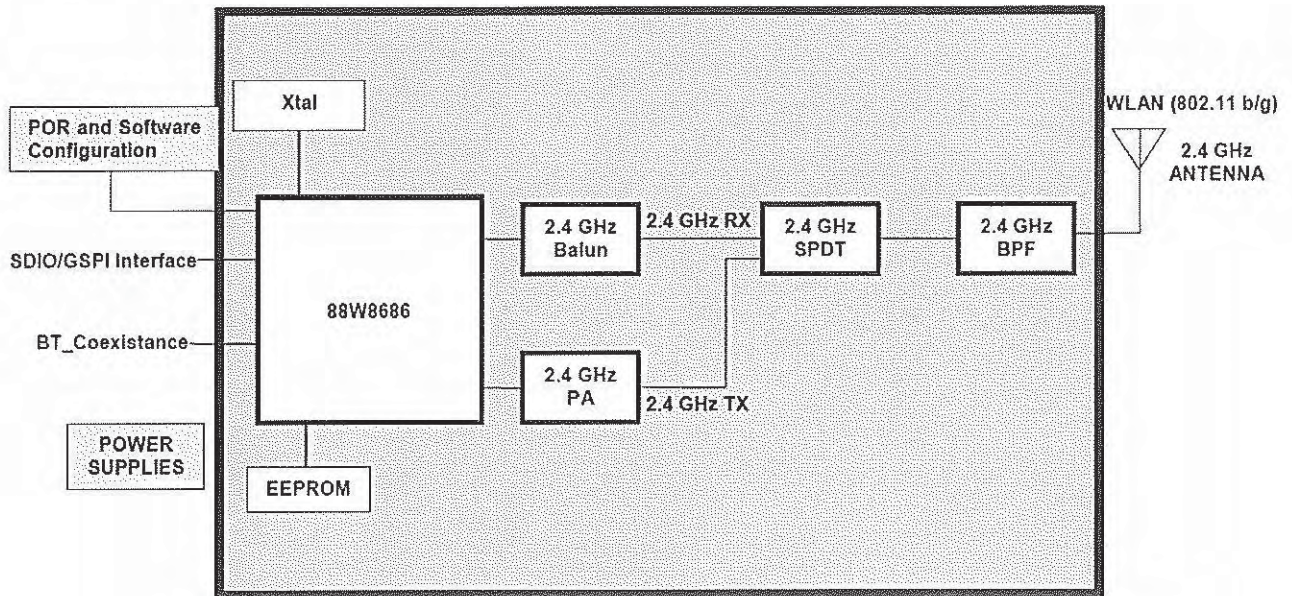 Xtal
WLAN (802.11 b/g)
POR and Software
Configuration
2.4 GHz
ANTENNA
2.4 GHz
Balun
2.4 GHz RX
2.4 GHz
SPDT
2.4 GHz
BPF
SDIO/GSPI Interface
88W8686
BT_Coexistance
2.4 GHz
PA
2.4 GHz TX
POWER
SUPPLIES
EEPROM